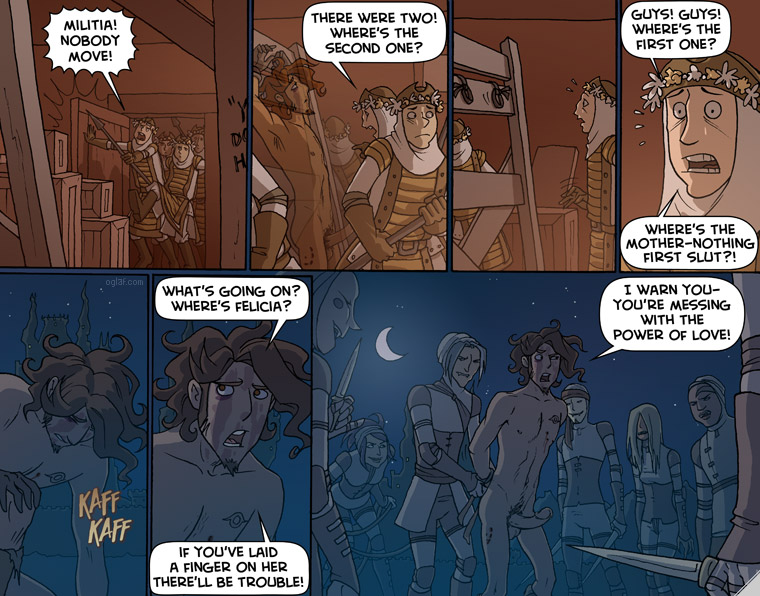 MILITIA!
NOBODY
MOVE!
THERE WERE TWO!
WHERE'S THE
SECOND ONE?
GUYS! GUYS!
WHERE'S THE
FIRST ONE?
WHERE'S THE
MOTHER-NOTHING
FIRST SLUT?!
oglaf.com
KAFF
KAFF
WHAT'S GOING ON?
WHERE'S FELICIA?
IF YOU'VE LAID
A FINGER ON HER
THERE'LL BE TROUBLE!
I WARN YOU-
YOU'RE MESSING
WITH THE
POWER OF LOVE!